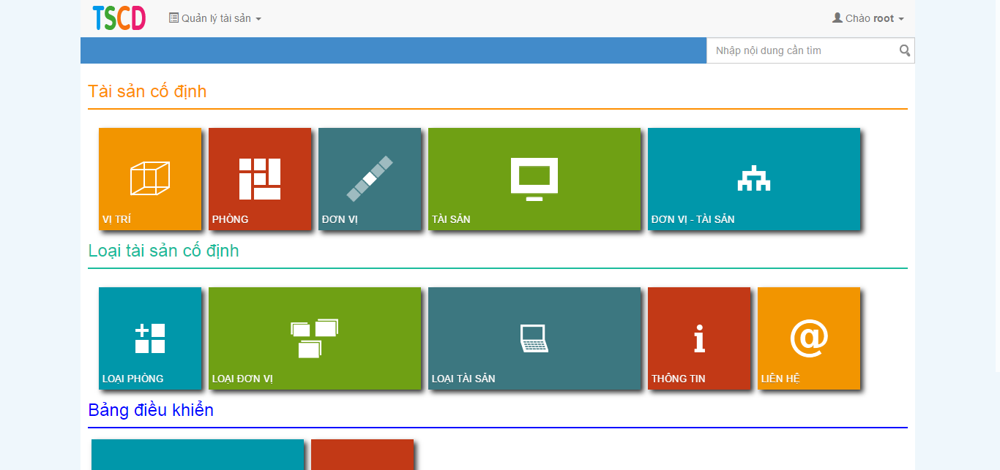 TSCD
Quản lý tài sản
Chào root
Nhập nội dung cần tìm
Tài sản cố định
VỊ TRÍ
PHÒNG
ĐƠN VỊ
TÀI SẢN
ĐƠN VỊ - TÀI SẢN
Loại tài sản cố định
LOẠI PHÒNG
LOẠI ĐƠN VỊ
LOẠI TÀI SẢN
THÔNG TIN
LIÊN HỆ
Bảng điều khiển